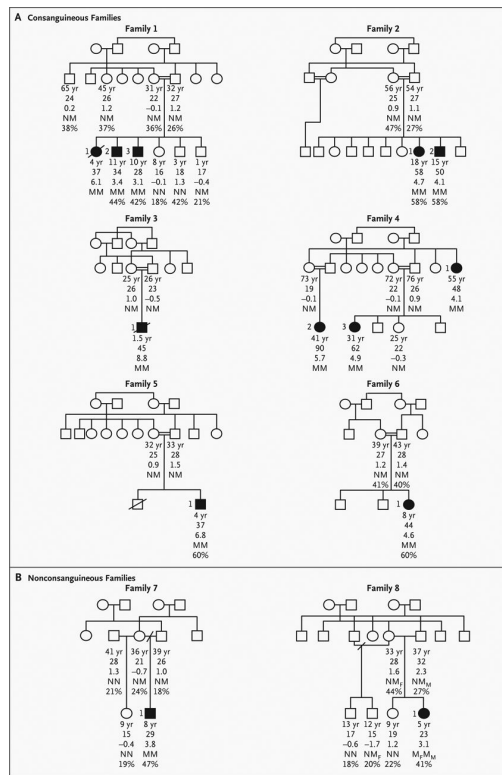 A Consanguineous Families
Family 1
65 yr 45 yr 31 yr 32 yr
24 26 22 27
0.2 1.2 −0.1 1.2
NM NM NM NM
38% 37% 36% 26%
1 2 3
4 yr 11 yr 10 yr 8 yr 3 yr 1 yr
37 34 28 16 18 17
6.1 3.4 3.1 −0.1 1.3 −0.4
MM MM MM NN NN NM
44% 42% 18% 42% 21%
Family 2
56 yr 54 yr
25 27
0.9 1.1
NM NM
47% 27%
1 2
18 yr 15 yr
58 50
4.7 4.1
MM MM
58% 58%
Family 3
25 yr 26 yr
26 23
1.0 −0.5
NM NM
1
1.5 yr
45
8.8
MM
Family 4
1
73 yr 72 yr 76 yr 55 yr
19 22 26 48
−0.1 −0.1 0.9 4.1
NM NM NM MM
2 3
41 yr 31 yr 25 yr
90 62 22
5.7 4.9 −0.3
MM MM NM
Family 5
32 yr 33 yr
25 28
0.9 1.5
NM NM
1
4 yr
37
6.8
MM
60%
Family 6
39 yr 43 yr
27 28
1.2 1.4
NM NM
41% 40%
1
8 yr
44
4.6
MM
60%
B Nonconsanguineous Families
Family 7
41 yr 36 yr 39 yr
28 21 26
1.3 −0.7 1.0
NN NM NM
21% 24% 18%
1
9 yr 8 yr
15 29
−0.4 3.8
NN MM
19% 47%
Family 8
33 yr 37 yr
28 32
1.6 2.3
NMF NMM
44% 27%
1
13 yr 12 yr 9 yr 5 yr
17 15 19 23
−0.6 −1.7 1.2 3.1
NN NMF NN MFMM
18% 20% 22% 41%